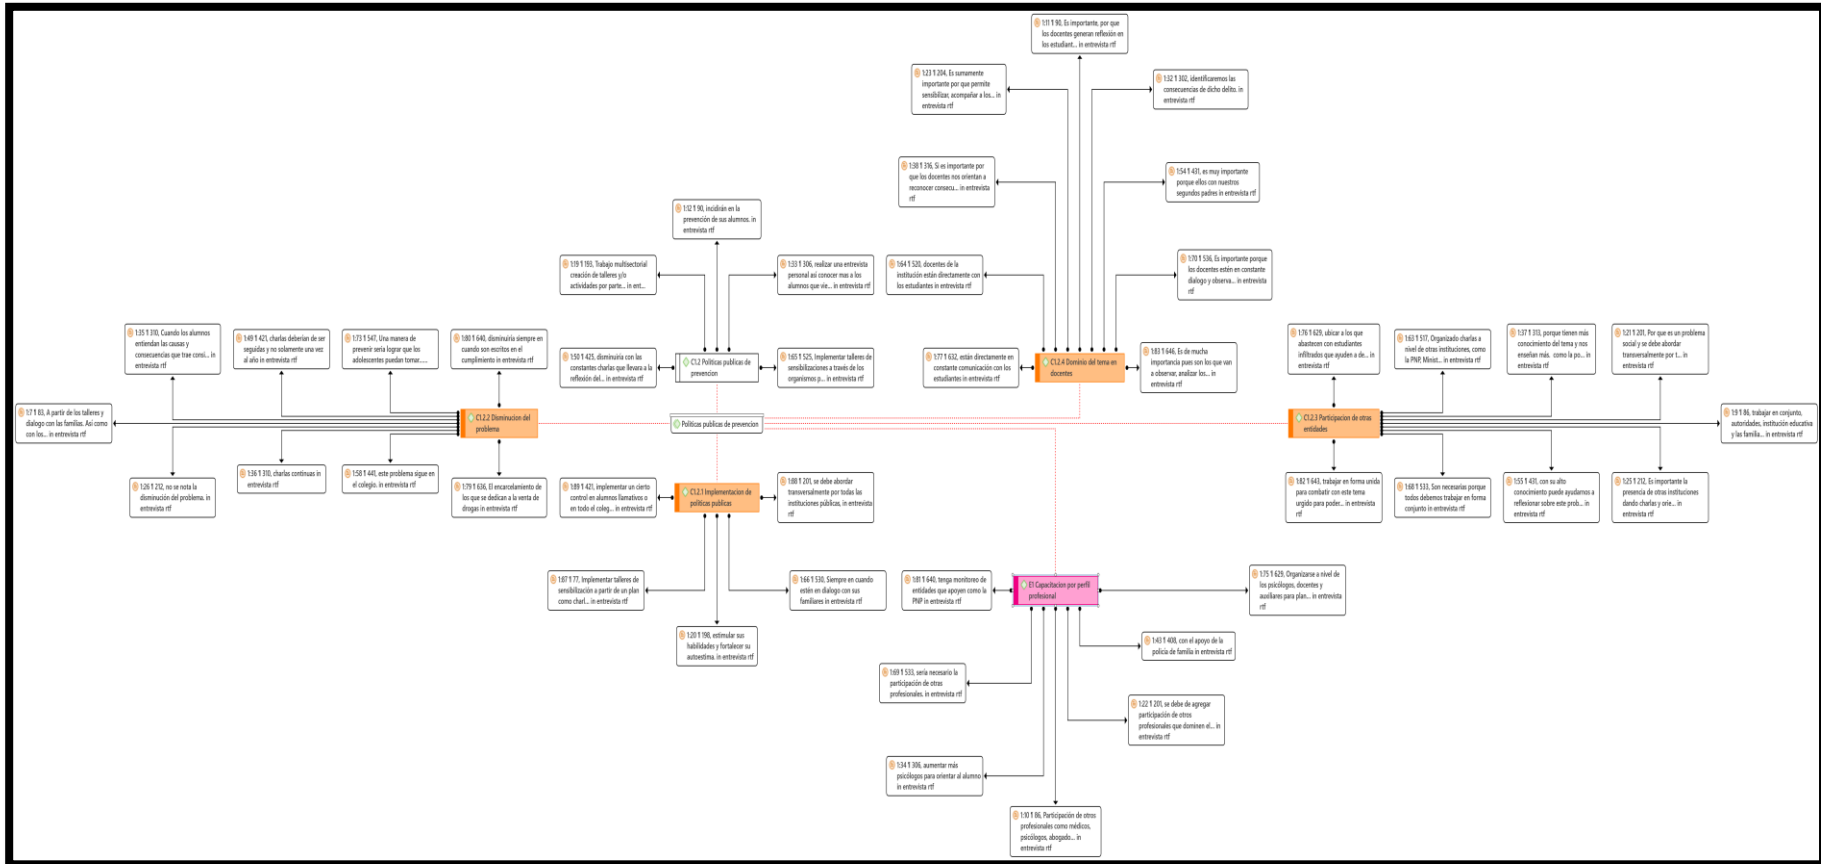 1:11 ¶ 90, Es importante, por que
los docentes generan reflexión en
los estudiant... in entrevista rtf
1:23 ¶ 204, Es sumamente
importante por que permite
sensibilizar, acompañar a los... in
entrevista rtf
1:32 ¶ 302, identificaremos las
consecuencias de dicho delito. in
entrevista rtf
1:38 ¶ 316, Si es importante por
que los docentes nos orientan a
reconocer consecu... in entrevista
rtf
1:54 ¶ 431, es muy importante
porque ellos con nuestros
segundos padres in entrevista rtf
1:12 ¶ 90, incidirán en la
prevención de sus alumnos. in
entrevista rtf
1:19 ¶ 193, Trabajo multisectorial
creación de talleres y/o
actividades por parte... in ent...
1:33 ¶ 306, realizar una entrevista
personal así conocer mas a los
alumnos que vie... in entrevista rtf
1:64 ¶ 520, docentes de la
institución están directamente con
los estudiantes in entrevista rtf
1:70 ¶ 536, Es importante porque
los docentes estén en constante
dialogo y observa... in entrevista
rtf
1:35 ¶ 310, Cuando los alumnos
entiendan las causas y
consecuencias que trae consi... in
entrevista rtf
1:49 ¶ 421, charlas deberían de ser
seguidas y no solamente una vez
al año in entrevista rtf
1:73 ¶ 547, Una manera de
prevenir seria lograr que los
adolescentes puedan tomar......
1:80 ¶ 640, disminuiría siempre en
cuando son escritos en el
cumplimiento in entrevista rtf
1:50 ¶ 425, disminuiría con las
constantes charlas que llevara a la
reflexión del... in entrevista rtf
C1.2 Politicas publicas de
prevencion
1:65 ¶ 525, Implementar talleres de
sensibilizaciones a través de los
organismos p... in entrevista rtf
1:77 ¶ 632, están directamente en
constante comunicación con los
estudiantes in entrevista rtf
C1.2.4 Dominio del tema en
docentes
1:83 ¶ 646, Es de mucha
importancia pues son los que van
a observar, analizar los... in
entrevista rtf
1:76 ¶ 629, ubicar a los que
abastecen con estudiantes
infiltrados que ayuden a de... in
entrevista rtf
1:63 ¶ 517, Organizado charlas a
nivel de otras instituciones, como
la PNP, Minist... in entrevista rtf
1:37 ¶ 313, porque tienen más
conocimiento del tema y nos
enseñan más. como la po... in
entrevista rtf
1:21 ¶ 201, Por que es un problema
social y se debe abordar
transversalmente por t... in
entrevista rtf
1:7 ¶ 83, A partir de los talleres y
dialogo con las familias. Así como
con los... in entrevista rtf
C1.2.2 Disminucion del
problema
Politicas publicas de prevencion
C1.2.3 Participacion de otras
entidades
1:9 ¶ 86, trabajar en conjunto,
autoridades, institución educativa
y las familia... in entrevista rtf
1:26 ¶ 212, no se nota la
disminución del problema. in
entrevista rtf
1:36 ¶ 310, charlas continuas in
entrevista rtf
1:58 ¶ 441, este problema sigue en
el colegio. in entrevista rtf
1:79 ¶ 636, El encarcelamiento de
los que se dedican a la venta de
drogas in entrevista rtf
1:89 ¶ 421, implementar un cierto
control en alumnos llamativos o
en todo el coleg... in entrevista rtf
C1.2.1 Implementacion de
politicas publicas
1:88 ¶ 201, se debe abordar
transversalmente por todas las
instituciones públicas, in entrevista
rtf
1:82 ¶ 643, trabajar en forma unida
para combatir con este tema
urgido para poder... in entrevista
rtf
1:68 ¶ 533, Son necesarias porque
todos debemos trabajar en forma
conjunto in entrevista rtf
1:55 ¶ 431, con su alto
conocimiento puede ayudarnos a
reflexionar sobre este prob... in
entrevista rtf
1:25 ¶ 212, Es importante la
presencia de otras instituciones
dando charlas y orie... in
entrevista rtf
1:87 ¶ 77, Implementar talleres de
sensibilización a partir de un plan
como charl... in entrevista rtf
1:66 ¶ 530, Siempre en cuando
estén en dialogo con sus
familiares in entrevista rtf
1:20 ¶ 198, estimular sus
habilidades y fortalecer su
autoestima. in entrevista rtf
1:81 ¶ 640, tenga monitoreo de
entidades que apoyen como la
PNP in entrevista rtf
E1 Capacitacion por perfil
profesional
1:75 ¶ 629, Organizarse a nivel de
los psicólogos, docentes y
auxiliares para plan... in entrevista
rtf
1:43 ¶ 408, con el apoyo de la
policía de familia in entrevista rtf
1:69 ¶ 533, sería necesario la
participación de otras
profesionales. in entrevista rtf
1:22 ¶ 201, se debe de agregar
participación de otros
profesionales que dominen el... in
entrevista rtf
1:34 ¶ 306, aumentar más
psicólogos para orientar al alumno
in entrevista rtf
1:10 ¶ 86, Participación de otros
profesionales como médicos,
psicólogos, abogado... in
entrevista rtf